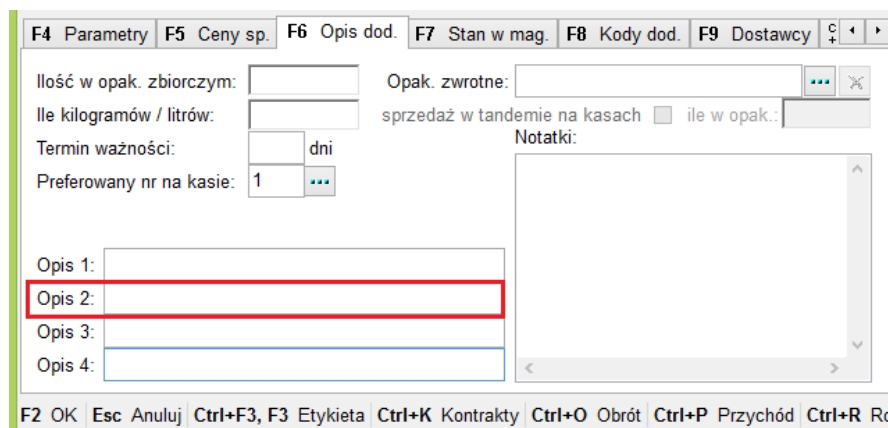 F4 Parametry F5 Ceny sp. F6 Opis dod. F7 Stan w mag. F8 Kody dod. F9 Dostawcy
Ilość w opak. zbiorczym: Opak. zwrotne:
Ile kilogramów / litrów: sprzedaż w tandemie na kasach ile w opak.:
Termin ważności: dni Notatki:
Preferowany nr na kasie: 1
Opis 1:
Opis 2:
Opis 3:
Opis 4:
F2 OK Esc Anuluj Ctrl+F3, F3 Etykieta Ctrl+K Kontrakty Ctrl+O Obrót Ctrl+P Przychód Ctrl+R